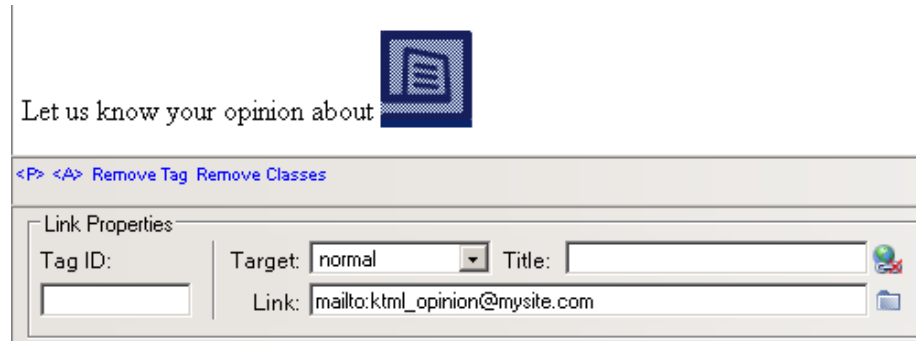 Let us know your opinion about
<P> <A> Remove Tag Remove Classes
Link Properties
Tag ID: Target: normal Title:
Link: mailto:ktml_opinion@mysite.com